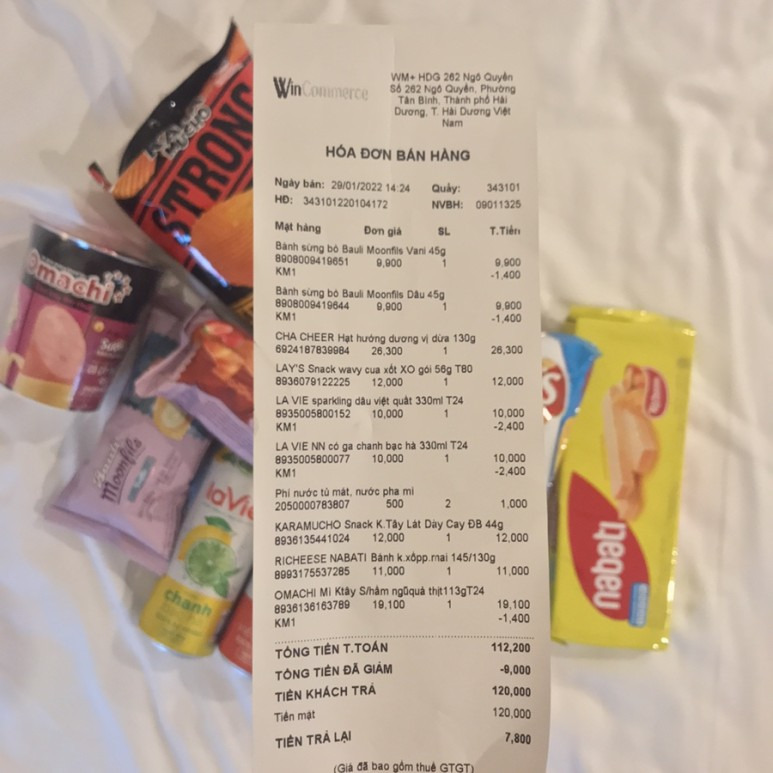 WinCommerce
WM+ HDG 262 Ngô Quyền
Số 262 Ngô Quyền, Phường
Tân Bình, Thành phố Hải
Dương, T. Hải Dương Việt
Nam
HÓA ĐƠN BÁN HÀNG
Ngày bán: 29/01/2022 14:24 Quầy: 343101
HĐ: 343101220104172 NVBH: 09011325
Mặt hàng Đơn giá SL T.Tiền
Bánh sừng bò Bauli Moonfils Vani 45g
8908009419651 9,900 1 9,900
KM1 -1,400
Bánh sừng bò Bauli Moonfils Dâu 45g
8908009419644 9,900 1 9,900
KM1 -1,400
CHA CHEER Hạt hướng dương vị dừa 130g
6924187839984 26,300 1 26,300
LAY'S Snack wavy cua xốt XO gói 56g T80
8936079122225 12,000 1 12,000
LA VIE sparkling dâu việt quất 330ml T24
8935005800152 10,000 1 10,000
KM1 -2,400
LA VIE NN có ga chanh bạc hà 330ml T24
8935005800077 10,000 1 10,000
KM1 -2,400
Phí nước tủ mát, nước pha mì
2050000783807 500 2 1,000
KARAMUCHO Snack K.Tây Lát Dày Cay ĐB 44g
8936135441024 12,000 1 12,000
RICHEESE NABATI Bánh k.xốpp.mai 145/130g
8993175537285 11,000 1 11,000
OMACHI Mì Ktây S/hầm ngũquả thịt113gT24
8936136163789 19,100 1 19,100
KM1 -1,400
TỔNG TIỀN T.TOÁN 112,200
TỔNG TIỀN ĐÃ GIẢM -9,000
TIỀN KHÁCH TRẢ 120,000
Tiền mặt 120,000
TIỀN TRẢ LẠI 7,800
(Giá đã bao gồm thuế GTGT)
STRONG
omachi
Moonfils
laVie
chanh
nabati